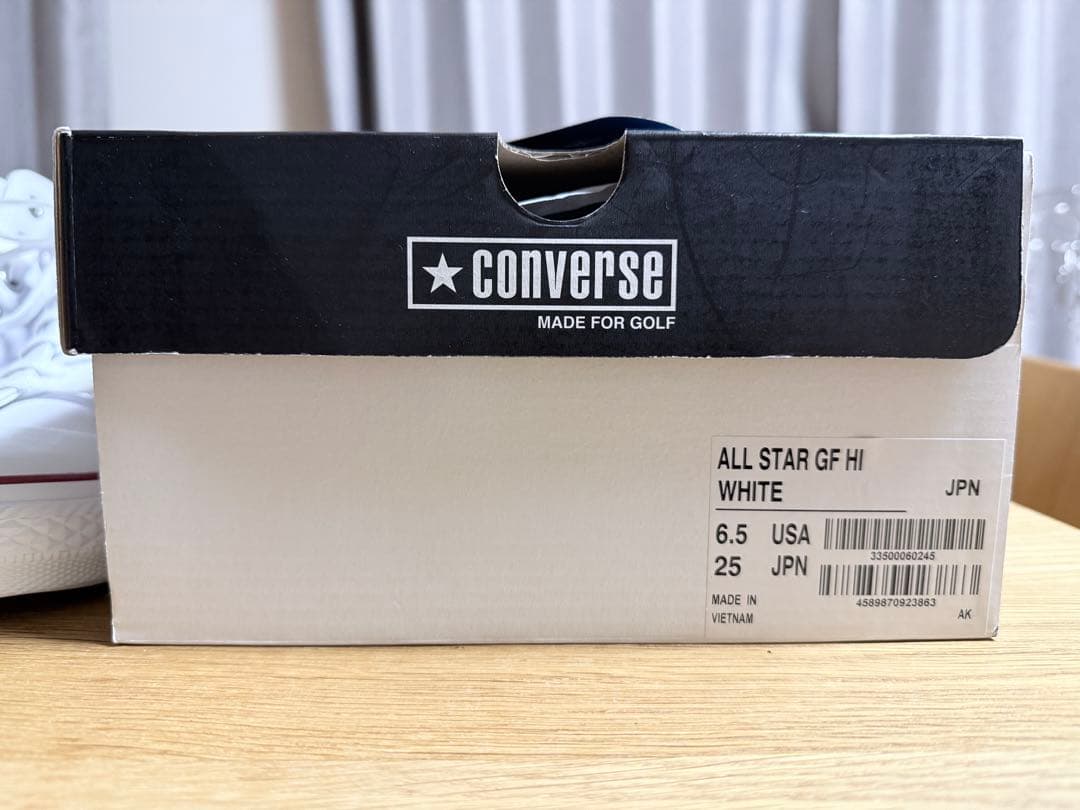 CONVERSE
MADE FOR GOLF
ALL STAR GF HI
WHITE JPN
6.5 USA
33500060245
25 JPN
4589870923863
MADE IN
VIETNAM AK